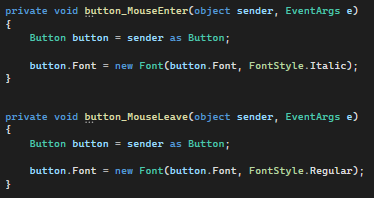 private void button_MouseEnter(object sender, EventArgs e)
{
    Button button = sender as Button;

    button.Font = new Font(button.Font, FontStyle.Italic);
}

private void button_MouseLeave(object sender, EventArgs e)
{
    Button button = sender as Button;

    button.Font = new Font(button.Font, FontStyle.Regular);
}